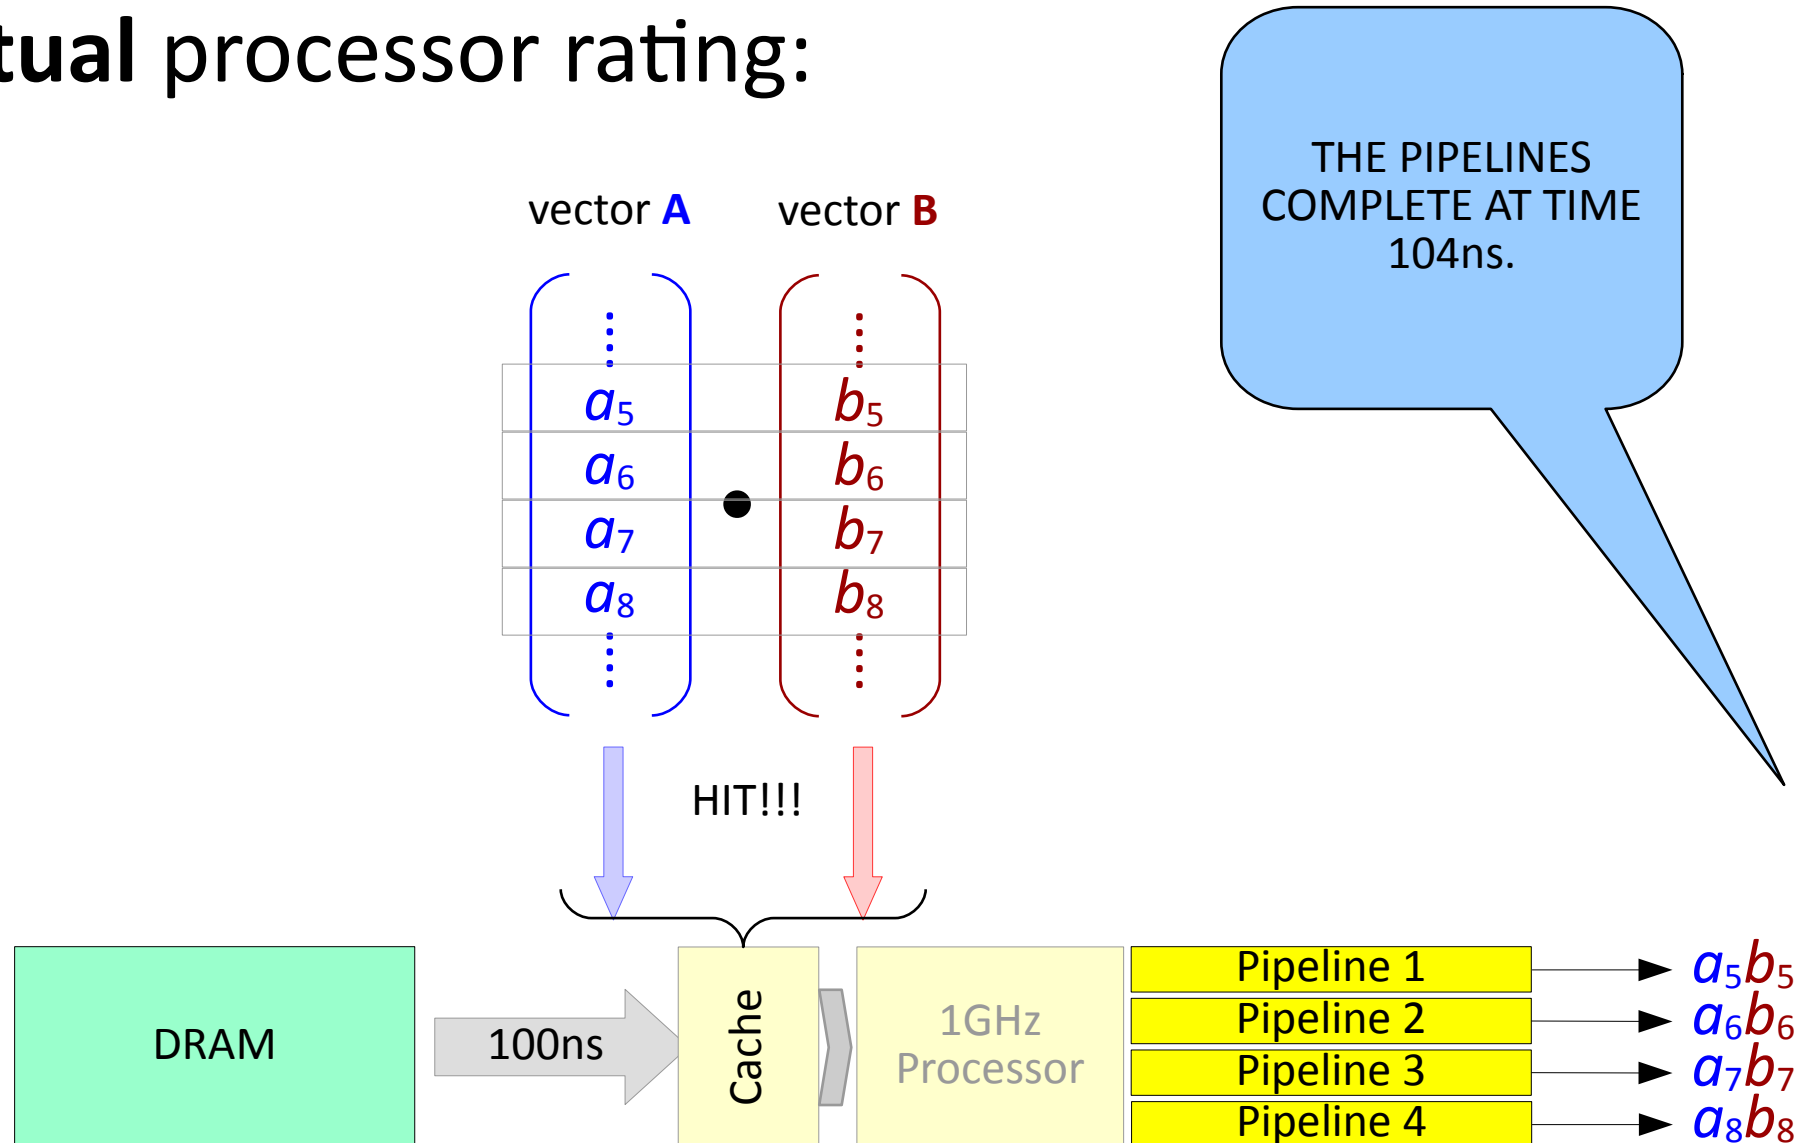 tual processor rating:
THE PIPELINES
COMPLETE AT TIME
104ns.
vector A vector B
a5 b5
a6 b6
a7 b7
a8 b8
HIT!!!
DRAM
100ns
Cache
1GHz
Processor
Pipeline 1 a5b5
Pipeline 2 a6b6
Pipeline 3 a7b7
Pipeline 4 a8b8